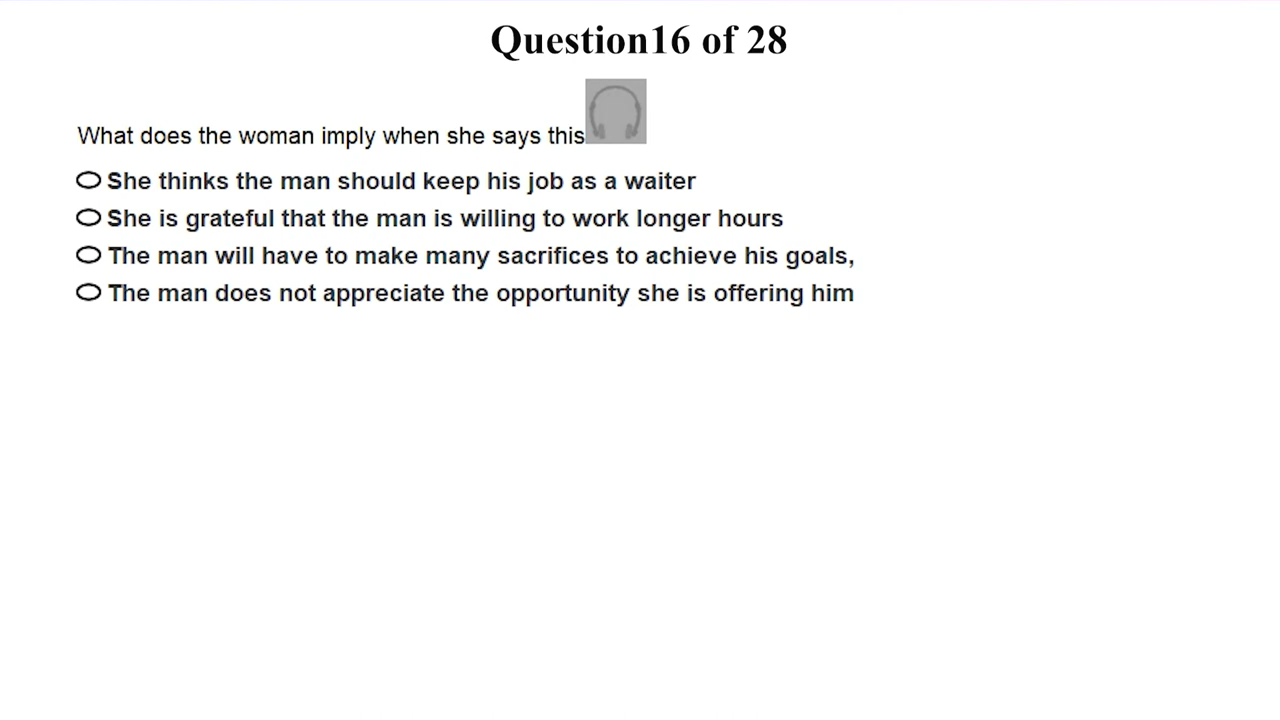 Question16 of 28
What does the woman imply when she says this
She thinks the man should keep his job as a waiter
She is grateful that the man is willing to work longer hours
The man will have to make many sacrifices to achieve his goals,
The man does not appreciate the opportunity she is offering him